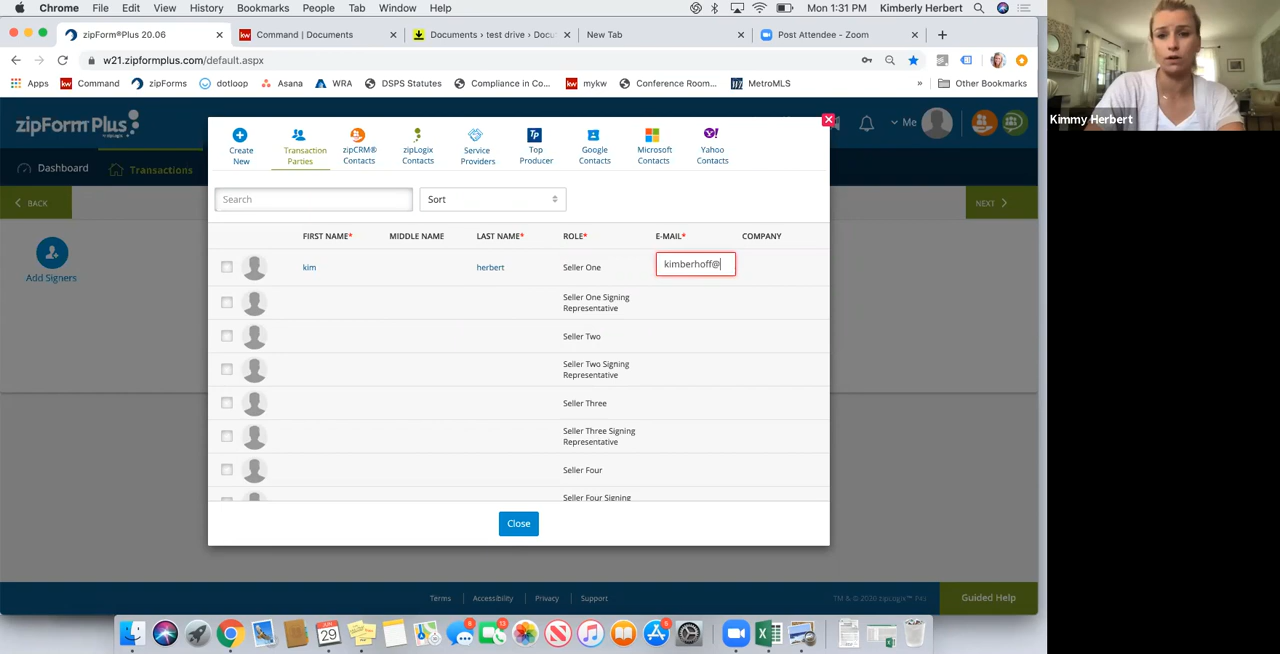 Chrome File Edit View History Bookmarks People Tab Window Help Mon 1:31 PM Kimberly Herbert
zipForm®Plus 20.06 Command | Documents Documents › test drive › Docu New Tab Post Attendee - Zoom
w21.zipformplus.com/default.aspx
Apps Command zipForms dotloop Asana WRA DSPS Statutes Compliance in Co... mykw Conference Room... MetroMLS » Other Bookmarks
zipForm Plus
by zipLogix
Me
Kimmy Herbert
Dashboard Transactions
BACK
NEXT
Add Signers
Create New
Transaction Parties
zipCRM® Contacts
zipLogix Contacts
Service Providers
Tp
Top Producer
Google Contacts
Microsoft Contacts
Y!
Yahoo Contacts
Search Sort
FIRST NAME* MIDDLE NAME LAST NAME* ROLE* E-MAIL* COMPANY
kim herbert Seller One kimberhoff@
Seller One Signing
Representative
Seller Two
Seller Two Signing
Representative
Seller Three
Seller Three Signing
Representative
Seller Four
Seller Four Signing
Close
Terms Accessibility Privacy Support
Guided Help